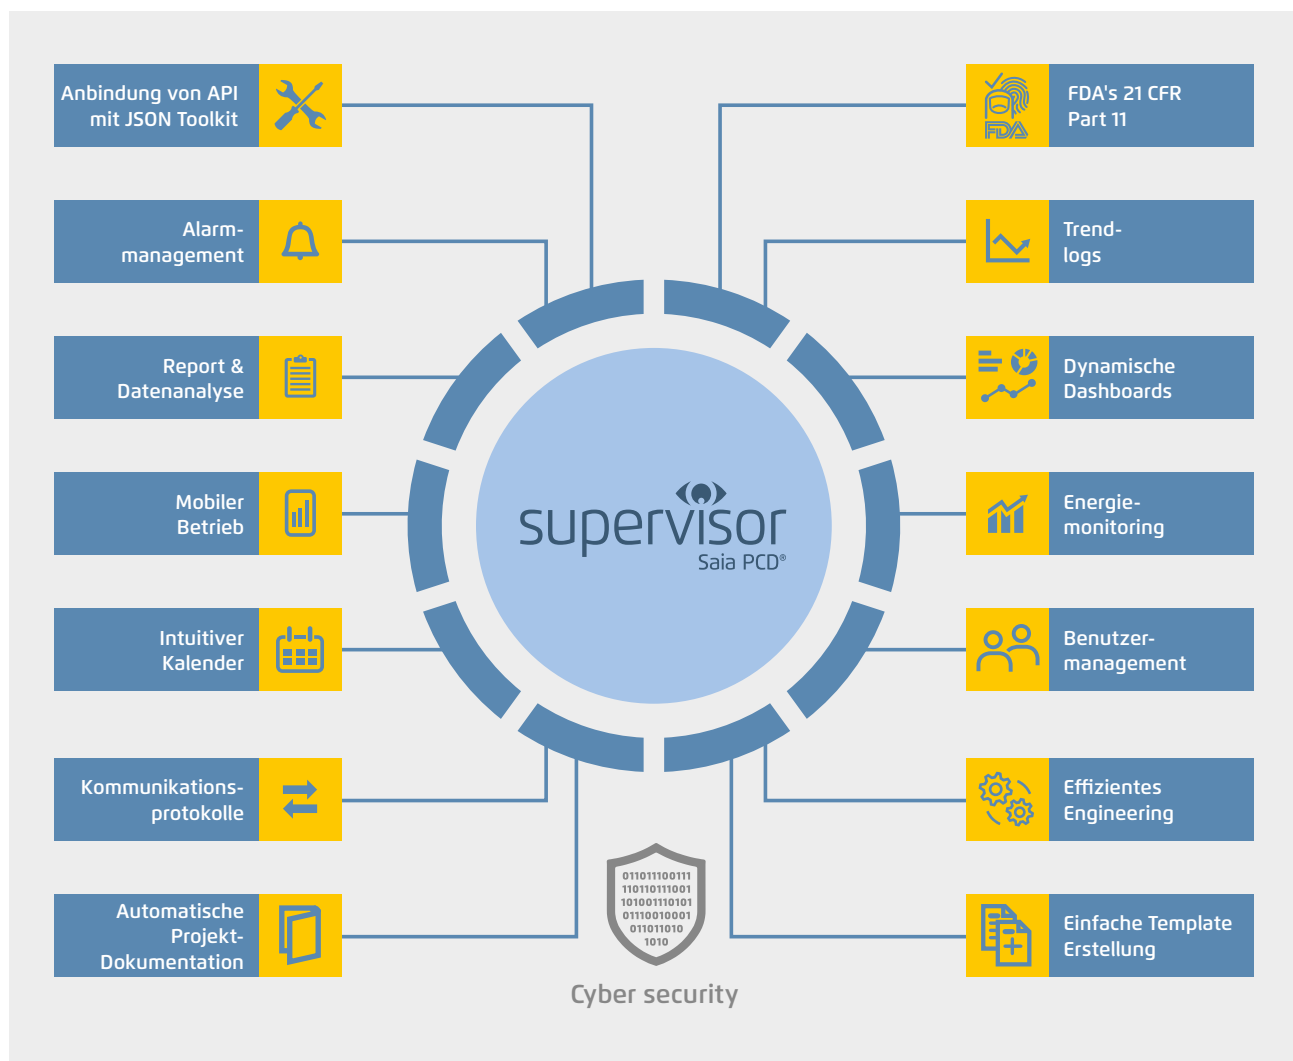 Anbindung von API
mit JSON Toolkit
Alarm-
management
Report &
Datenanalyse
Mobiler
Betrieb
Intuitiver
Kalender
Kommunikations-
protokolle
Automatische
Projekt-
Dokumentation
supervisor
Saia PCD®
011011100111
110110111001
101001110101
01110010001
011011010
1010
Cyber security
FDA
FDA's 21 CFR
Part 11
Trend-
logs
Dynamische
Dashboards
Energie-
monitoring
Benutzer-
management
Effizientes
Engineering
Einfache Template
Erstellung